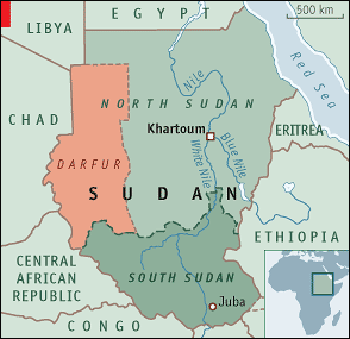 EGYPT
500 km
LIBYA
Red Sea
Nile
NORTH SUDAN
CHAD
Khartoum
ERITREA
Blue Nile
White Nile
DARFUR
SUDAN
ETHIOPIA
CENTRAL
AFRICAN
REPUBLIC
SOUTH SUDAN
Juba
CONGO